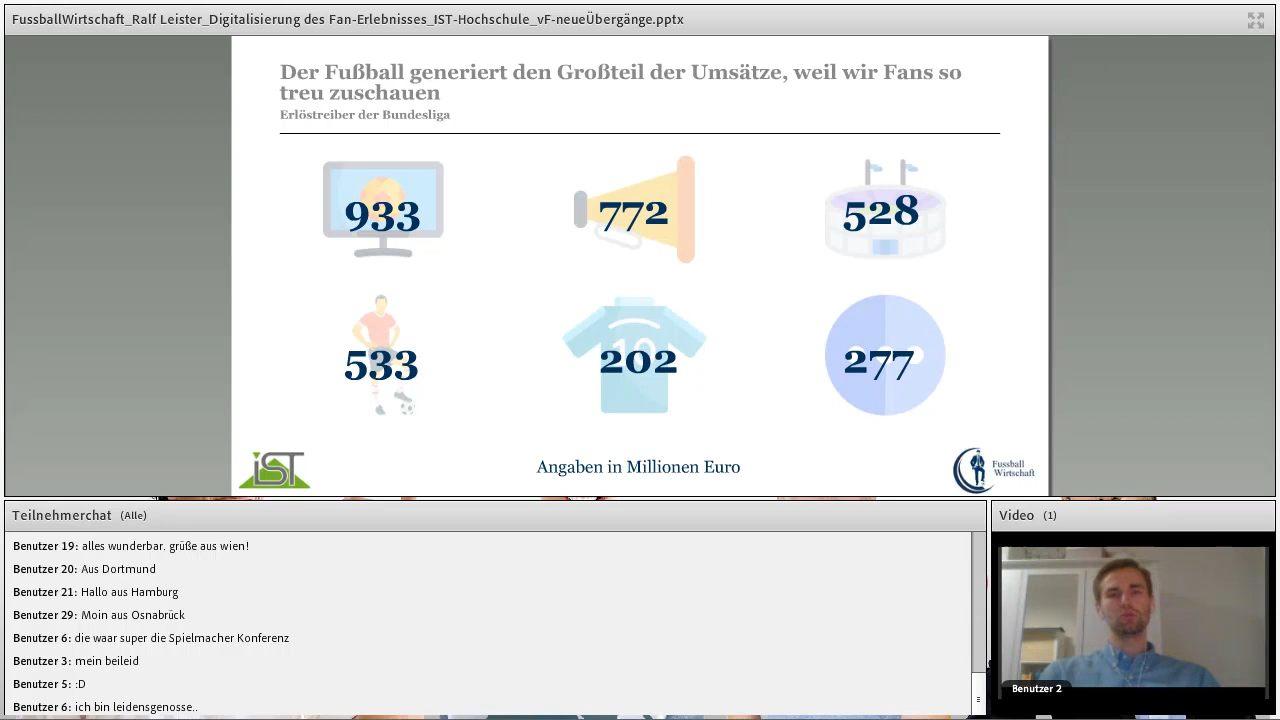 FussballWirtschaft_Ralf Leister_Digitalisierung des Fan-Erlebnisses_IST-Hochschule_vF-neueÜbergänge.pptx
Der Fußball generiert den Großteil der Umsätze, weil wir Fans so
treu zuschauen
Erlöstreiber der Bundesliga
933
772
528
533
10
202
277
iST
Angaben in Millionen Euro
Fussball
Wirtschaft
Teilnehmerchat (Alle)
Benutzer 19: alles wunderbar. grüße aus wien!
Benutzer 20: Aus Dortmund
Benutzer 21: Hallo aus Hamburg
Benutzer 29: Moin aus Osnabrück
Benutzer 6: die waar super die Spielmacher Konferenz
Benutzer 3: mein beileid
Benutzer 5: :D
Benutzer 6: ich bin leidensgenosse..
Video (1)
Benutzer 2